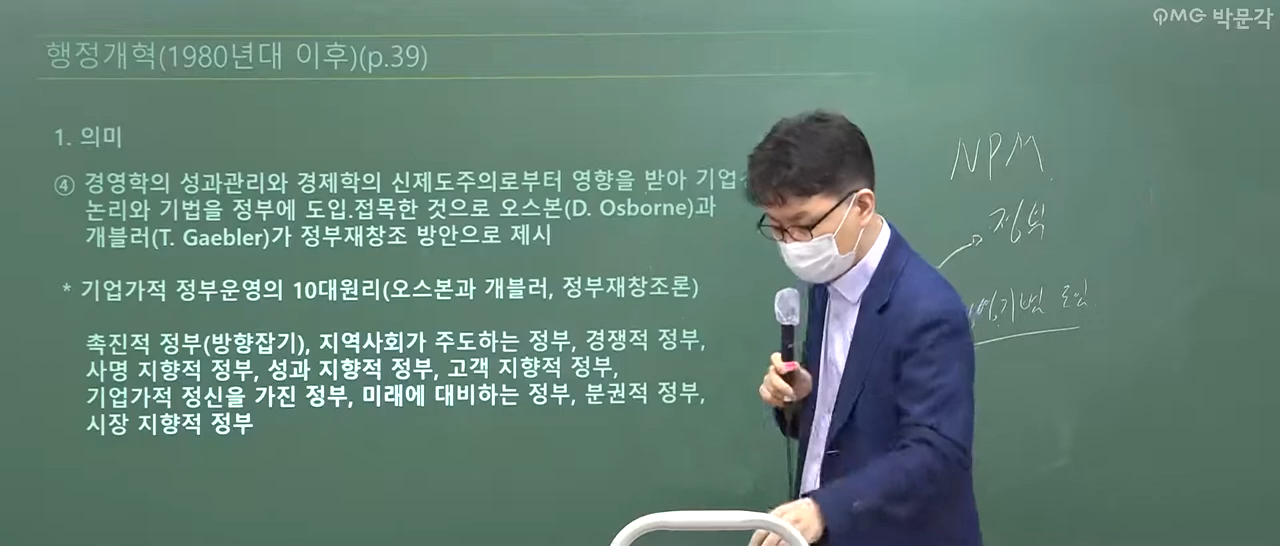 PMG 박문각
행정개혁(1980년대 이후)(p.39)
1. 의미
④ 경영학의 성과관리와 경제학의 신제도주의로부터 영향을 받아
논리와 기법을 정부에 도입.접목한 것으로 오스본(D. Osborne)과
개블러(T. Gaebler)가 정부재창조 방안으로 제시
* 기업가적 정부운영의 10대원리(오스본과 개블러, 정부재창조론)
촉진적 정부(방향잡기), 지역사회가 주도하는 정부, 경쟁적 정부,
사명 지향적 정부, 성과 지향적 정부, 고객 지향적 정부,
기업가적 정신을 가진 정부, 미래에 대비하는 정부, 분권적 정부,
시장 지향적 정부
NPM
정부
도입